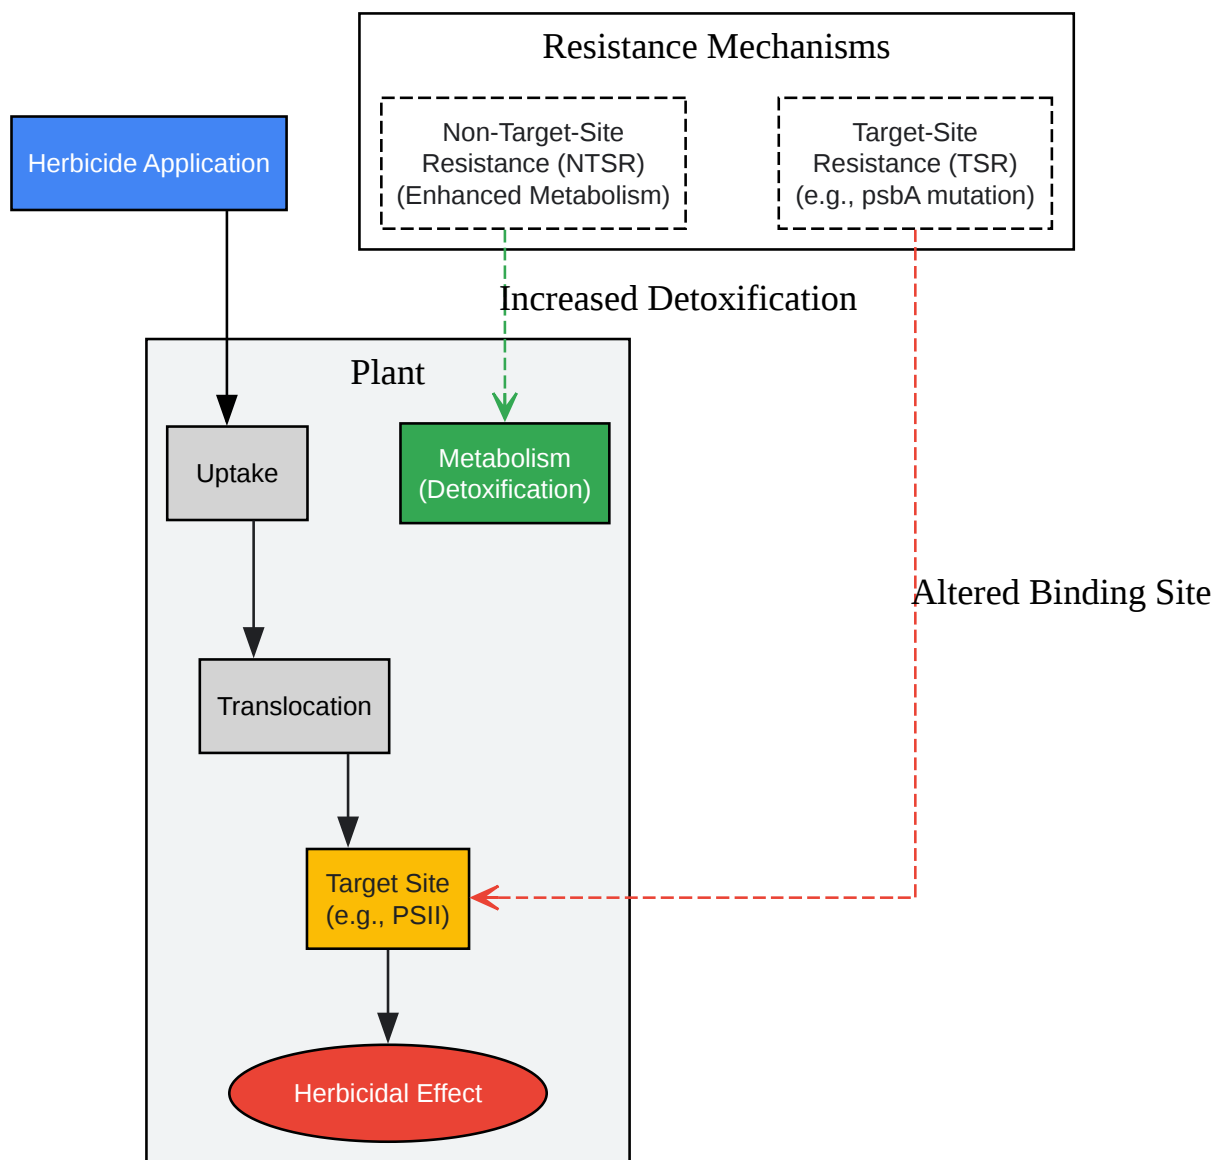 Resistance Mechanisms
Non-Target-Site
Resistance (NTSR)
(Enhanced Metabolism)
Target-Site
Resistance (TSR)
(e.g., psbA mutation)
Herbicide Application
Increased Detoxification
Plant
Uptake
Metabolism
(Detoxification)
Altered Binding Site
Translocation
Target Site
(e.g., PSII)
Herbicidal Effect